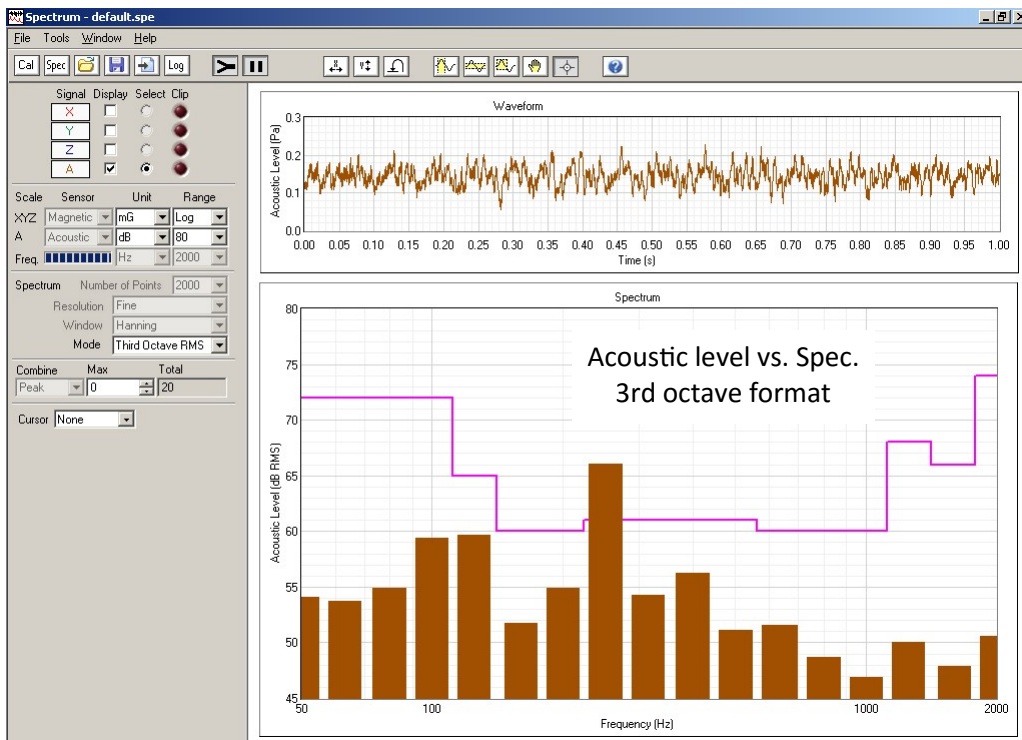 Spectrum - default.spe
File Tools Window Help
Cal Spec Log
Signal Display Select Clip
X
Y
Z
A
Scale Sensor Unit Range
XYZ Magnetic mG Log
A Acoustic dB 80
Freq. Hz 2000
Spectrum Number of Points 2000
Resolution Fine
Window Hanning
Mode Third Octave RMS
Combine Max Total
Peak 0 20
Cursor None
Waveform
Acoustic Level (Pa)
0.3
0.2
0.1
0.0
0.00 0.05 0.10 0.15 0.20 0.25 0.30 0.35 0.40 0.45 0.50 0.55 0.60 0.65 0.70 0.75 0.80 0.85 0.90 0.95 1.00
Time (s)
Spectrum
Acoustic level vs. Spec.
3rd octave format
Acoustic Level (dB RMS)
80
75
70
65
60
55
50
45
50 100 1000 2000
Frequency (Hz)